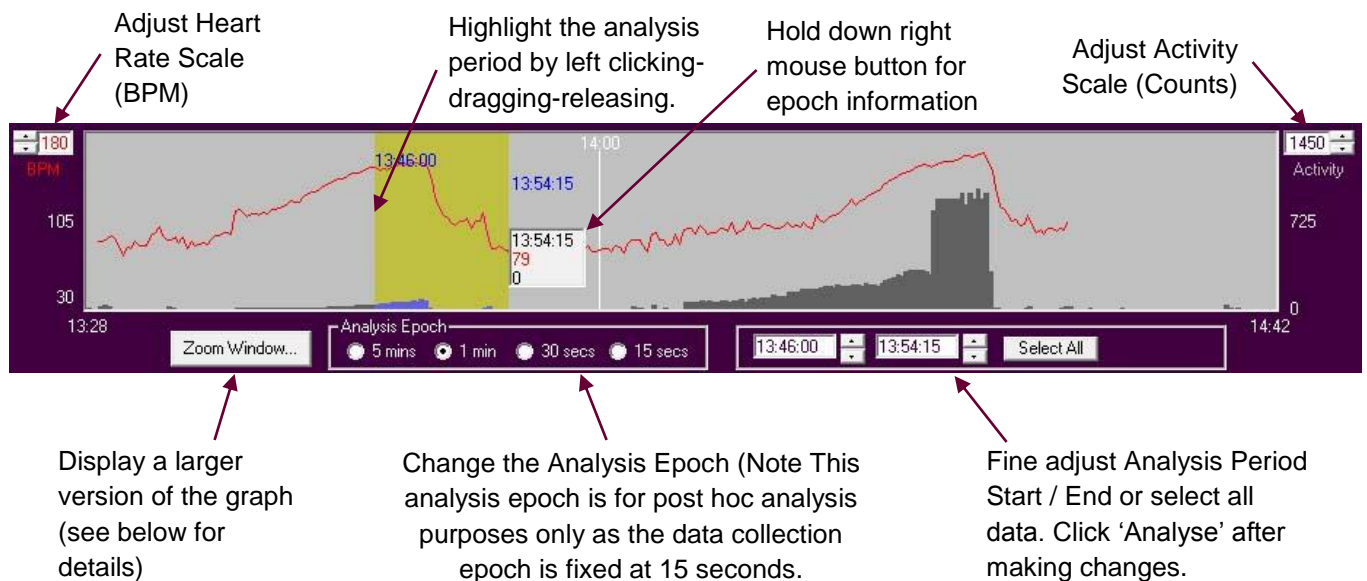 Adjust Heart
Rate Scale
(BPM)
Highlight the analysis
period by left clicking-
dragging-releasing.
Hold down right
mouse button for
epoch information
Adjust Activity
Scale (Counts)
180
BPM
105
30
13:28
13:46:00
13:54:15
13:54:15
79
0
14:00
1450
Activity
725
0
14:42
Zoom Window...
Analysis Epoch
5 mins 1 min 30 secs 15 secs
13:46:00 13:54:15 Select All
Display a larger
version of the graph
(see below for
details)
Change the Analysis Epoch (Note This
analysis epoch is for post hoc analysis
purposes only as the data collection
epoch is fixed at 15 seconds.
Fine adjust Analysis Period
Start / End or select all
data. Click ‘Analyse’ after
making changes.